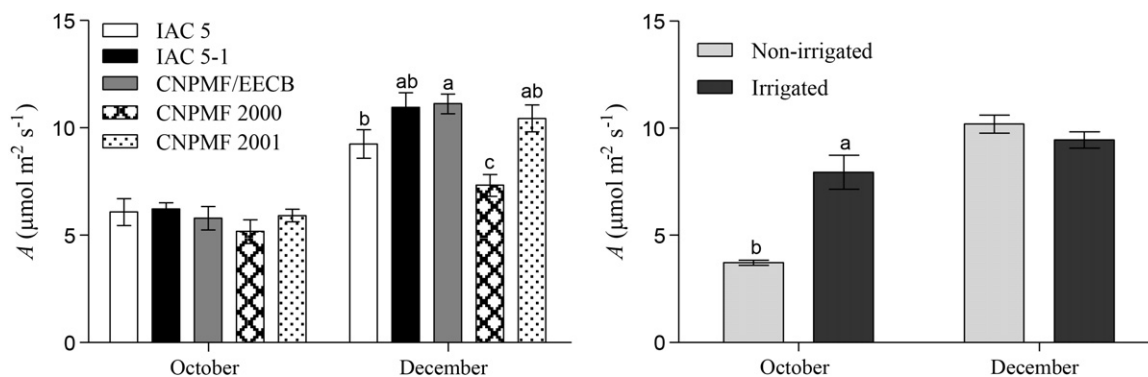 15
10
5
0
A (µmol m⁻² s⁻¹)
IAC 5
IAC 5-1
CNPMF/EECB
CNPMF 2000
CNPMF 2001
b
ab
a
c
ab
October
December
15
10
5
0
A (µmol m⁻² s⁻¹)
Non-irrigated
Irrigated
b
a
October
December